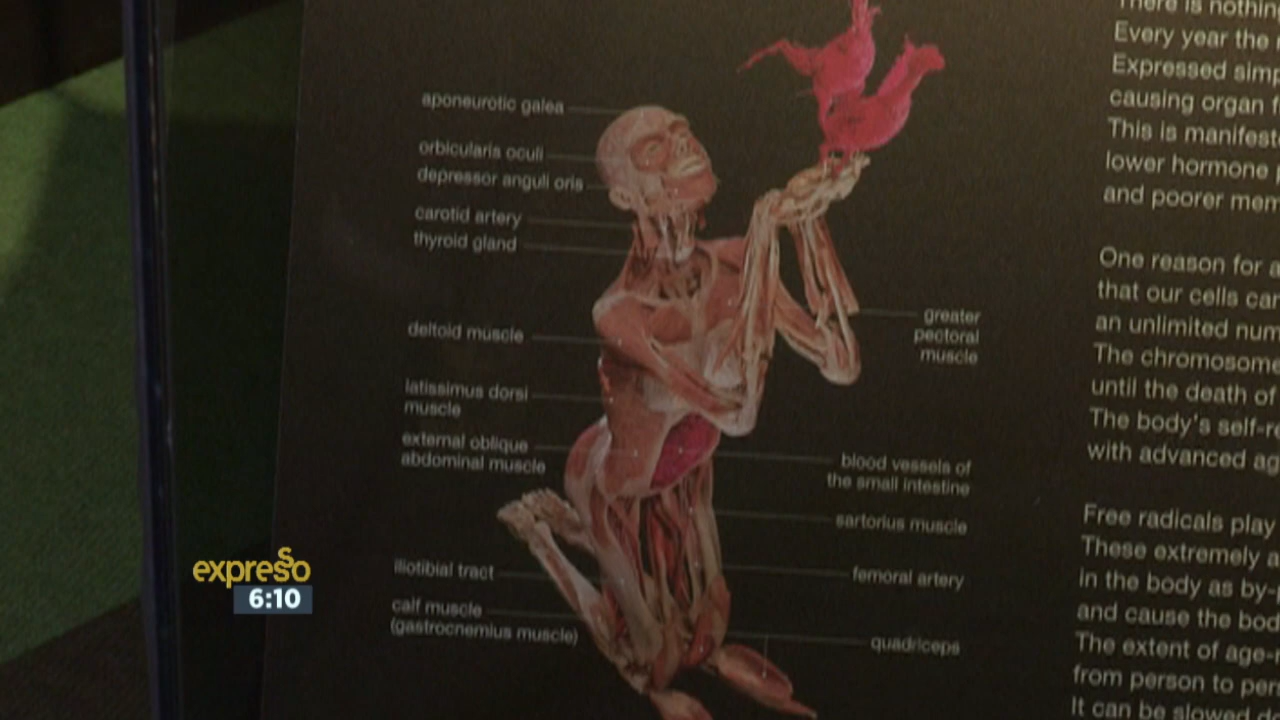 aponeurotic galea
orbicularis oculi
depressor anguli oris
carotid artery
thyroid gland
deltoid muscle
latissimus dorsi
muscle
external oblique
abdominal muscle
iliotibial tract
calf muscle
(gastrocnemius muscle)
greater
pectoral
muscle
blood vessels of
the small intestine
sartorius muscle
femoral artery
quadriceps
There is nothin
Every year the
Expressed simp
causing organ f
This is manifest
lower hormone
and poorer mem
One reason for a
that our cells can
an unlimited num
The chromosome
until the death of
The body's self-re
with advanced ag
Free radicals play
These extremely a
in the body as by-
and cause the bod
The extent of age-r
from person to pers
It can be slowed
expresso
6:10